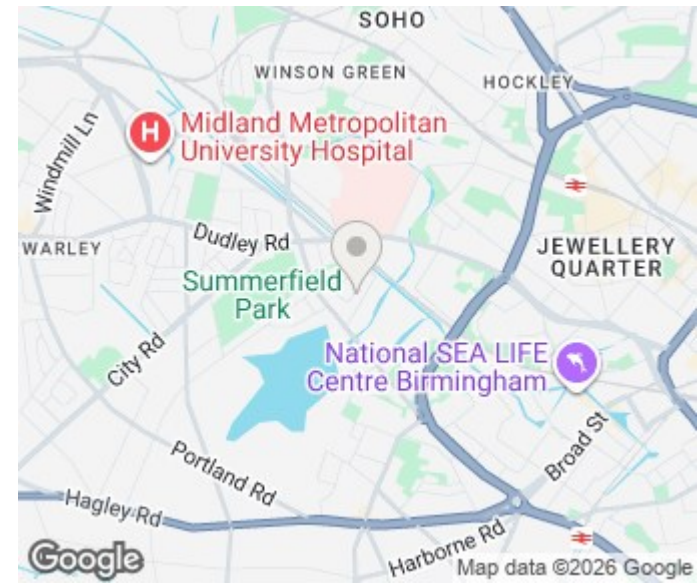 SOHO
WINSON GREEN
HOCKLEY
H
Midland Metropolitan
University Hospital
Windmill Ln
WARLEY
Dudley Rd
JEWELLERY
QUARTER
Summerfield
Park
City Rd
National SEA LIFE
Centre Birmingham
Broad St
Portland Rd
Hagley Rd
Harborne Rd
Google
Map data ©2026 Google